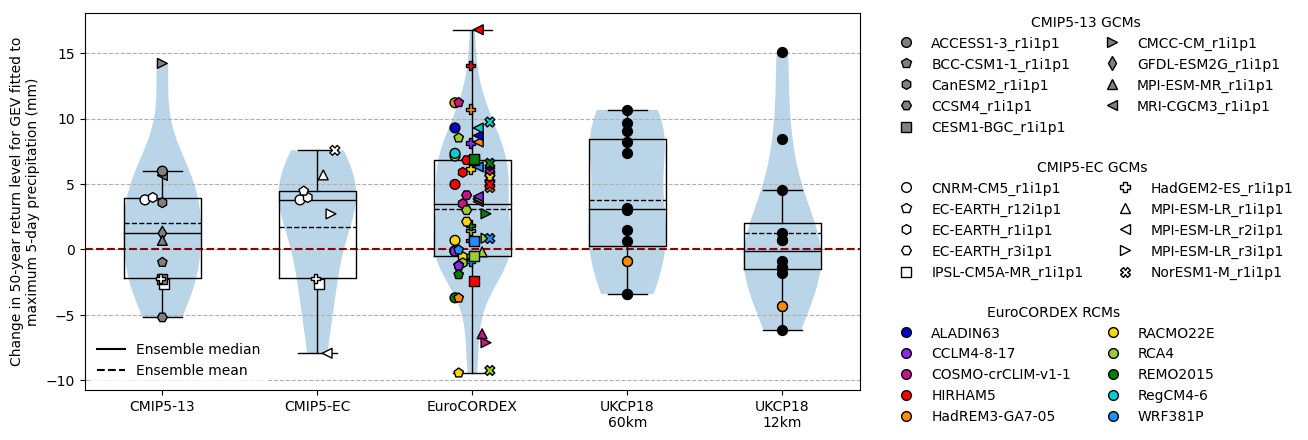 Change in 50-year return level for GEV fitted to
maximum 5-day precipitation (mm)
15
10
5
0
−5
−10
Ensemble median
Ensemble mean
CMIP5-13
CMIP5-EC
EuroCORDEX
UKCP18
60km
UKCP18
12km
CMIP5-13 GCMs
ACCESS1-3_r1i1p1
BCC-CSM1-1_r1i1p1
CanESM2_r1i1p1
CCSM4_r1i1p1
CESM1-BGC_r1i1p1
CMCC-CM_r1i1p1
GFDL-ESM2G_r1i1p1
MPI-ESM-MR_r1i1p1
MRI-CGCM3_r1i1p1
CMIP5-EC GCMs
CNRM-CM5_r1i1p1
EC-EARTH_r12i1p1
EC-EARTH_r1i1p1
EC-EARTH_r3i1p1
IPSL-CM5A-MR_r1i1p1
HadGEM2-ES_r1i1p1
MPI-ESM-LR_r1i1p1
MPI-ESM-LR_r2i1p1
MPI-ESM-LR_r3i1p1
NorESM1-M_r1i1p1
EuroCORDEX RCMs
ALADIN63
CCLM4-8-17
COSMO-crCLIM-v1-1
HIRHAM5
HadREM3-GA7-05
RACMO22E
RCA4
REMO2015
RegCM4-6
WRF381P